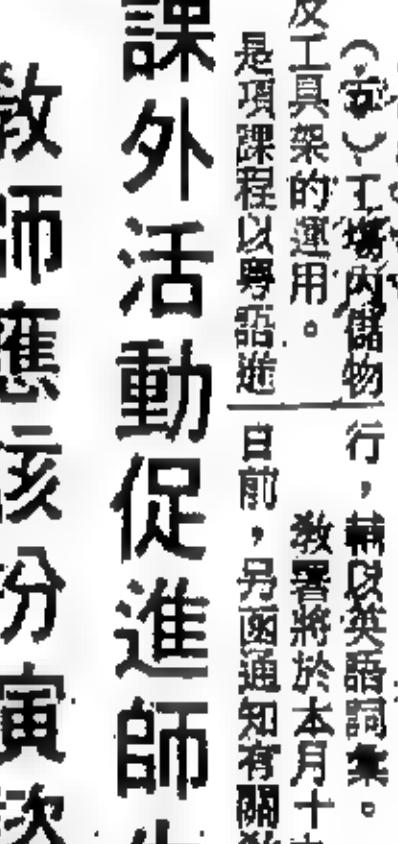 （五）工場內儲物
及工具架的運用。
是項課程以粵語進
行，輔以英語詞彙。
教署將於本月十
日前，另函通知有關
課外活動促進師
教師應該扮演